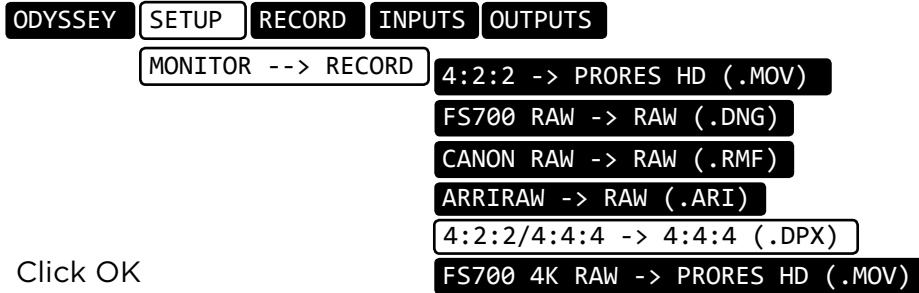 ODYSSEY SETUP RECORD INPUTS OUTPUTS
MONITOR --> RECORD
4:2:2 -> PRORES HD (.MOV)
FS700 RAW -> RAW (.DNG)
CANON RAW -> RAW (.RMF)
ARRIRAW -> RAW (.ARI)
4:2:2/4:4:4 -> 4:4:4 (.DPX)
Click OK
FS700 4K RAW -> PRORES HD (.MOV)